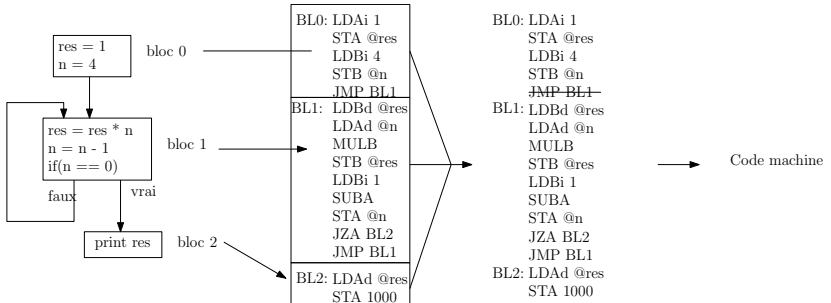 res = 1
n = 4
bloc 0
res = res * n
n = n - 1
if(n == 0)
bloc 1
faux
vrai
print res
bloc 2
BL0: LDAi 1
STA @res
LDBi 4
STB @n
JMP BL1
BL1: LDBd @res
LDAd @n
MULB
STB @res
LDBi 1
SUBA
STA @n
JZA BL2
JMP BL1
BL2: LDAd @res
STA 1000
BL0: LDAi 1
STA @res
LDBi 4
STB @n
JMP BL1
BL1: LDBd @res
LDAd @n
MULB
STB @res
LDBi 1
SUBA
STA @n
JZA BL2
JMP BL1
BL2: LDAd @res
STA 1000
Code machine